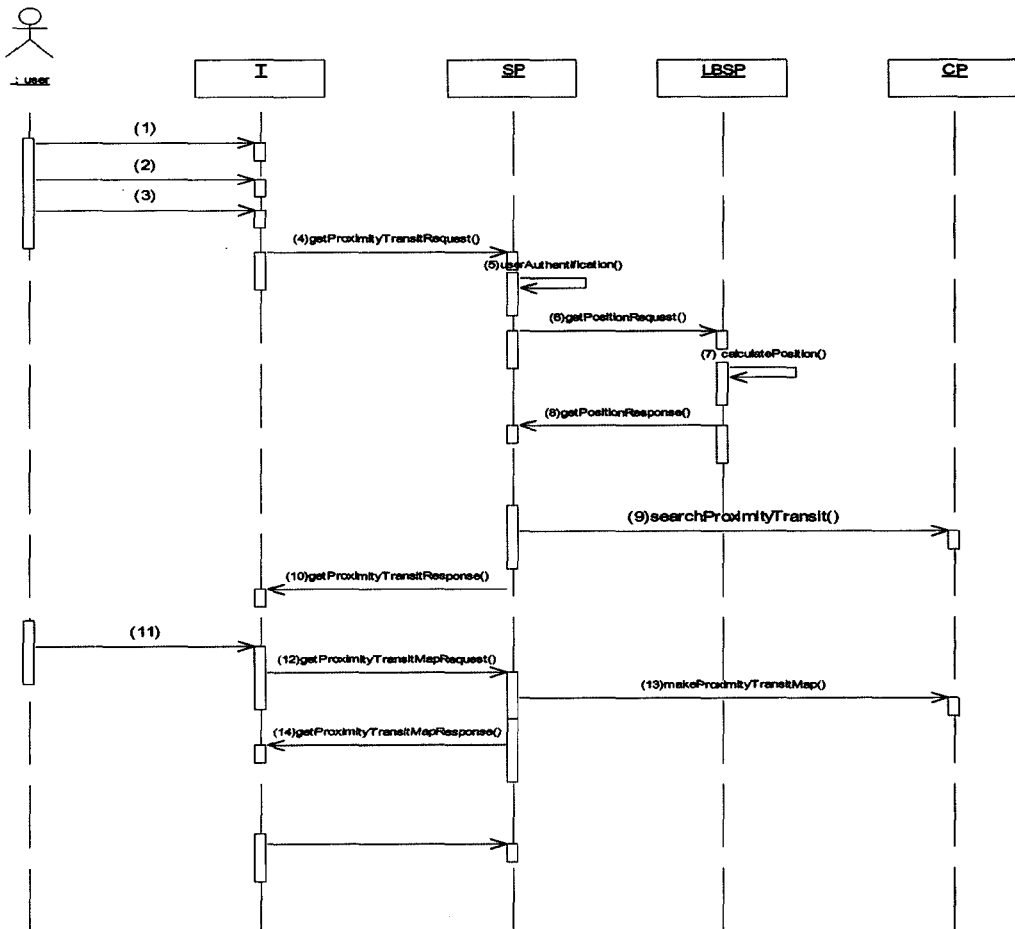 : user
T
SP
LBSP
CP
(1)
(2)
(3)
(4)getProximityTransitRequest()
(5)userAuthentification()
(6)getPositionRequest()
(7) calculatePosition()
(8)getPositionResponse()
(9)searchProximityTransit()
(10)getProximityTransitResponse()
(11)
(12)getProximityTransitMapRequest()
(13)makeProximityTransitMap()
(14)getProximityTransitMapResponse()